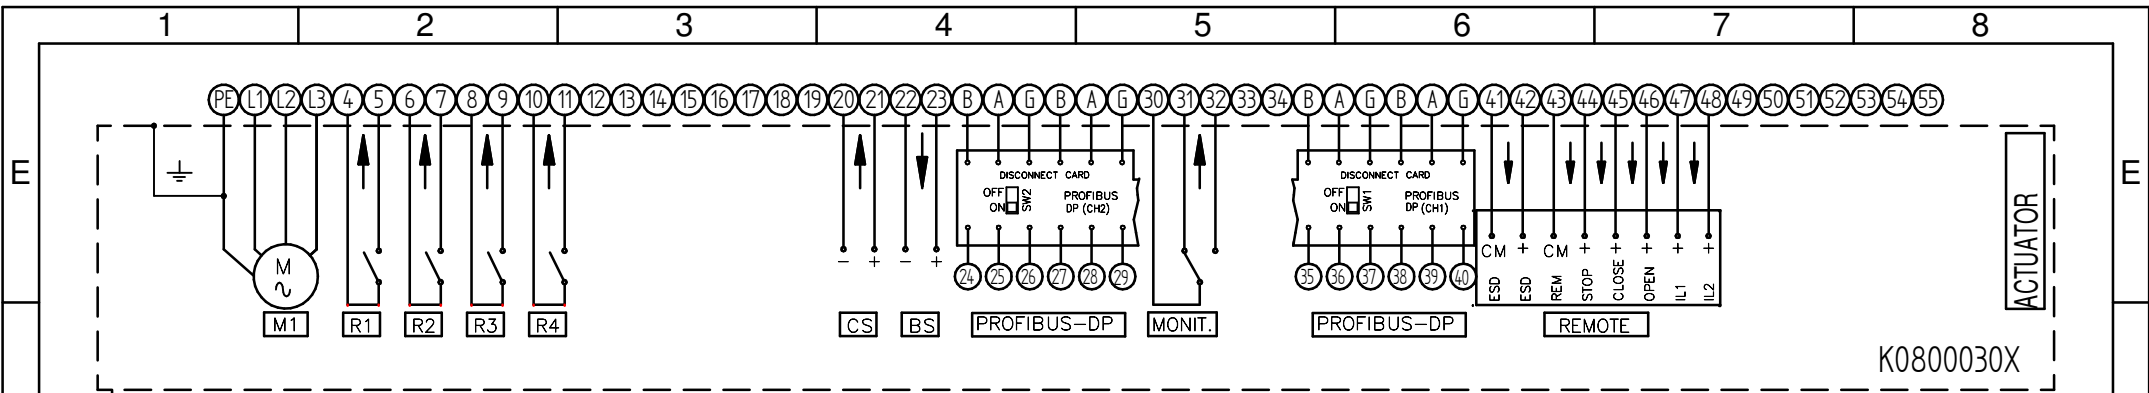 1 2 3 4 5 6 7 8
PE L1 L2 L3 4 5 6 7 8 9 10 11 12 13 14 15 16 17 18 19 20 21 22 23 B A G B A G 30 31 32 33 34 B A G B A G 41 42 43 44 45 46 47 48 49 50 51 52 53 54 55
E E
DISCONNECT CARD
OFF
ON
SW2
PROFIBUS
DP (CH2)
DISCONNECT CARD
OFF
ON
SW1
PROFIBUS
DP (CH1)
ACTUATOR
M
∿
− + − +
24 25 26 27 28 29
35 36 37 38 39 40
CM + CM + + + + +
ESD ESD REM STOP CLOSE OPEN IL1 IL2
M1 R1 R2 R3 R4 CS BS PROFIBUS-DP MONIT. PROFIBUS-DP REMOTE
K0800030X